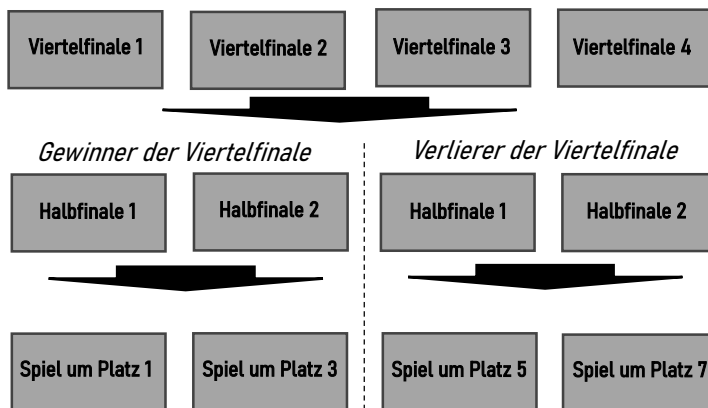 Viertelfinale 1
Viertelfinale 2
Viertelfinale 3
Viertelfinale 4
Gewinner der Viertelfinale
Verlierer der Viertelfinale
Halbfinale 1
Halbfinale 2
Halbfinale 1
Halbfinale 2
Spiel um Platz 1
Spiel um Platz 3
Spiel um Platz 5
Spiel um Platz 7